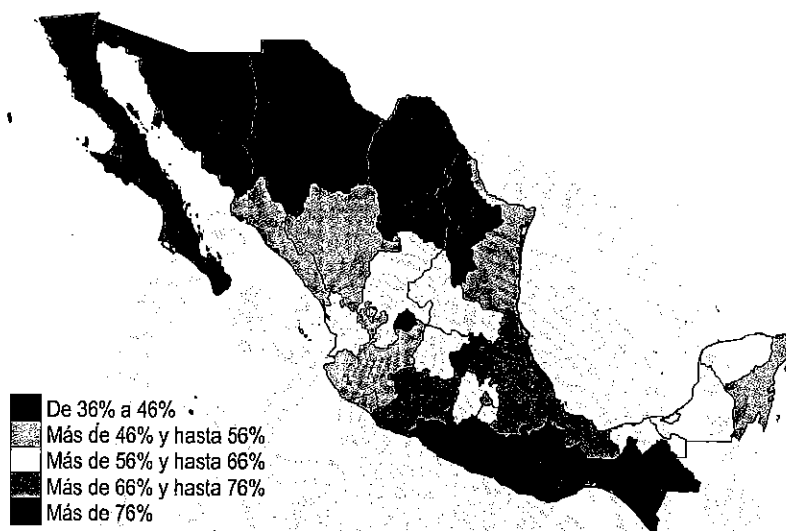 De 36% a 46%
Más de 46% y hasta 56%
Más de 56% y hasta 66%
Más de 66% y hasta 76%
Más de 76%